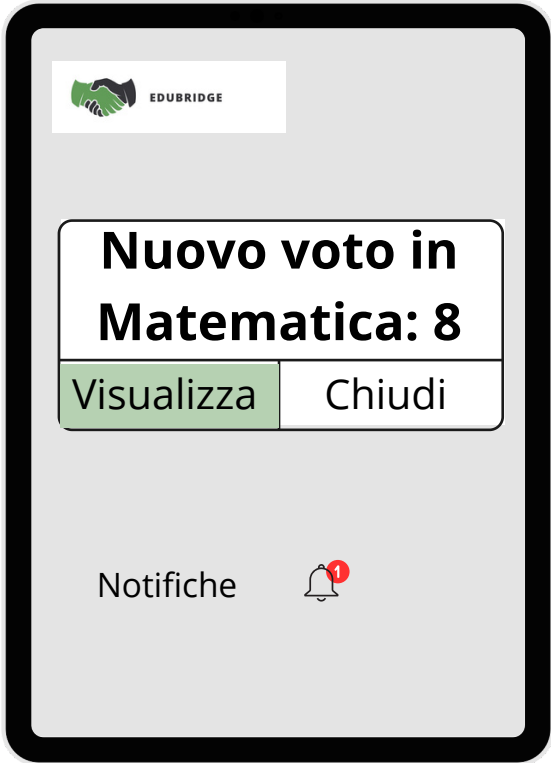 EDUBRIDGE
Nuovo voto in
Matematica: 8
Visualizza
Chiudi
Notifiche
1